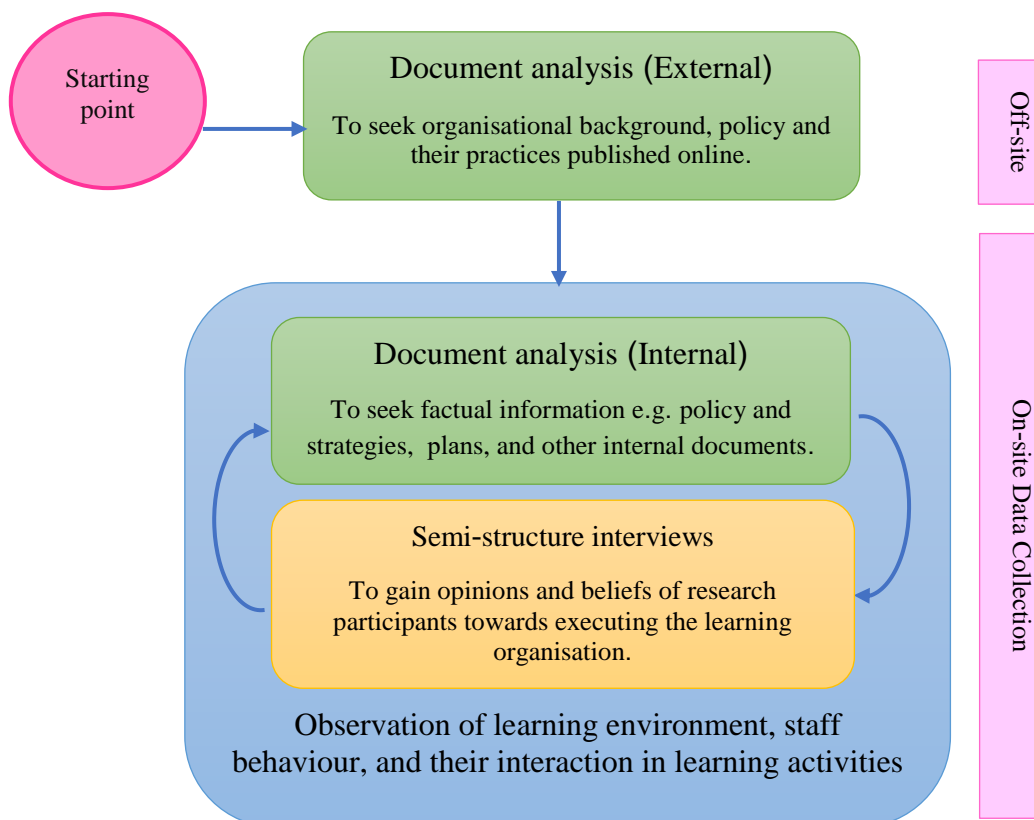 Starting
point
Document analysis (External)
To seek organisational background, policy and
their practices published online.
Off-site
Document analysis (Internal)
To seek factual information e.g. policy and
strategies,  plans, and other internal documents.
Semi-structure interviews
To gain opinions and beliefs of research
participants towards executing the learning
organisation.
Observation of learning environment, staff
behaviour, and their interaction in learning activities
On-site Data Collection